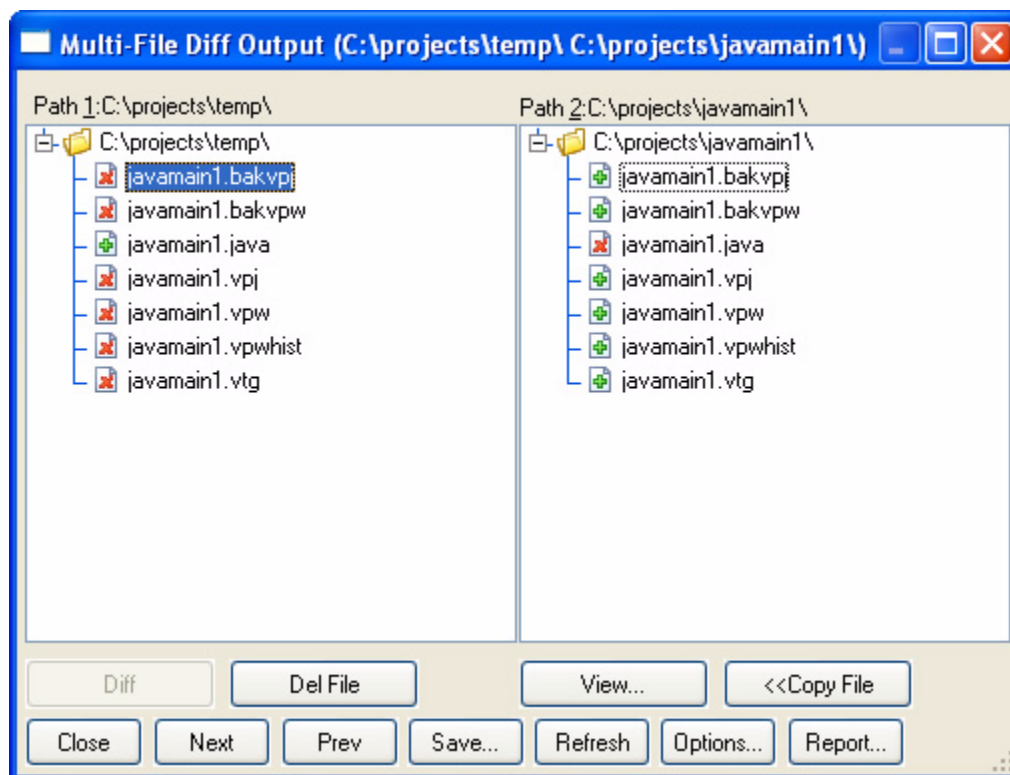 Multi-File Diff Output (C:\projects\temp\ C:\projects\javamain1\)
Path 1:C:\projects\temp\
C:\projects\temp\
javamain1.bakvpj
javamain1.bakvpw
javamain1.java
javamain1.vpj
javamain1.vpw
javamain1.vpwhist
javamain1.vtg
Path 2:C:\projects\javamain1\
C:\projects\javamain1\
javamain1.bakvpj
javamain1.bakvpw
javamain1.java
javamain1.vpj
javamain1.vpw
javamain1.vpwhist
javamain1.vtg
Diff Del File View... <<Copy File
Close Next Prev Save... Refresh Options... Report...